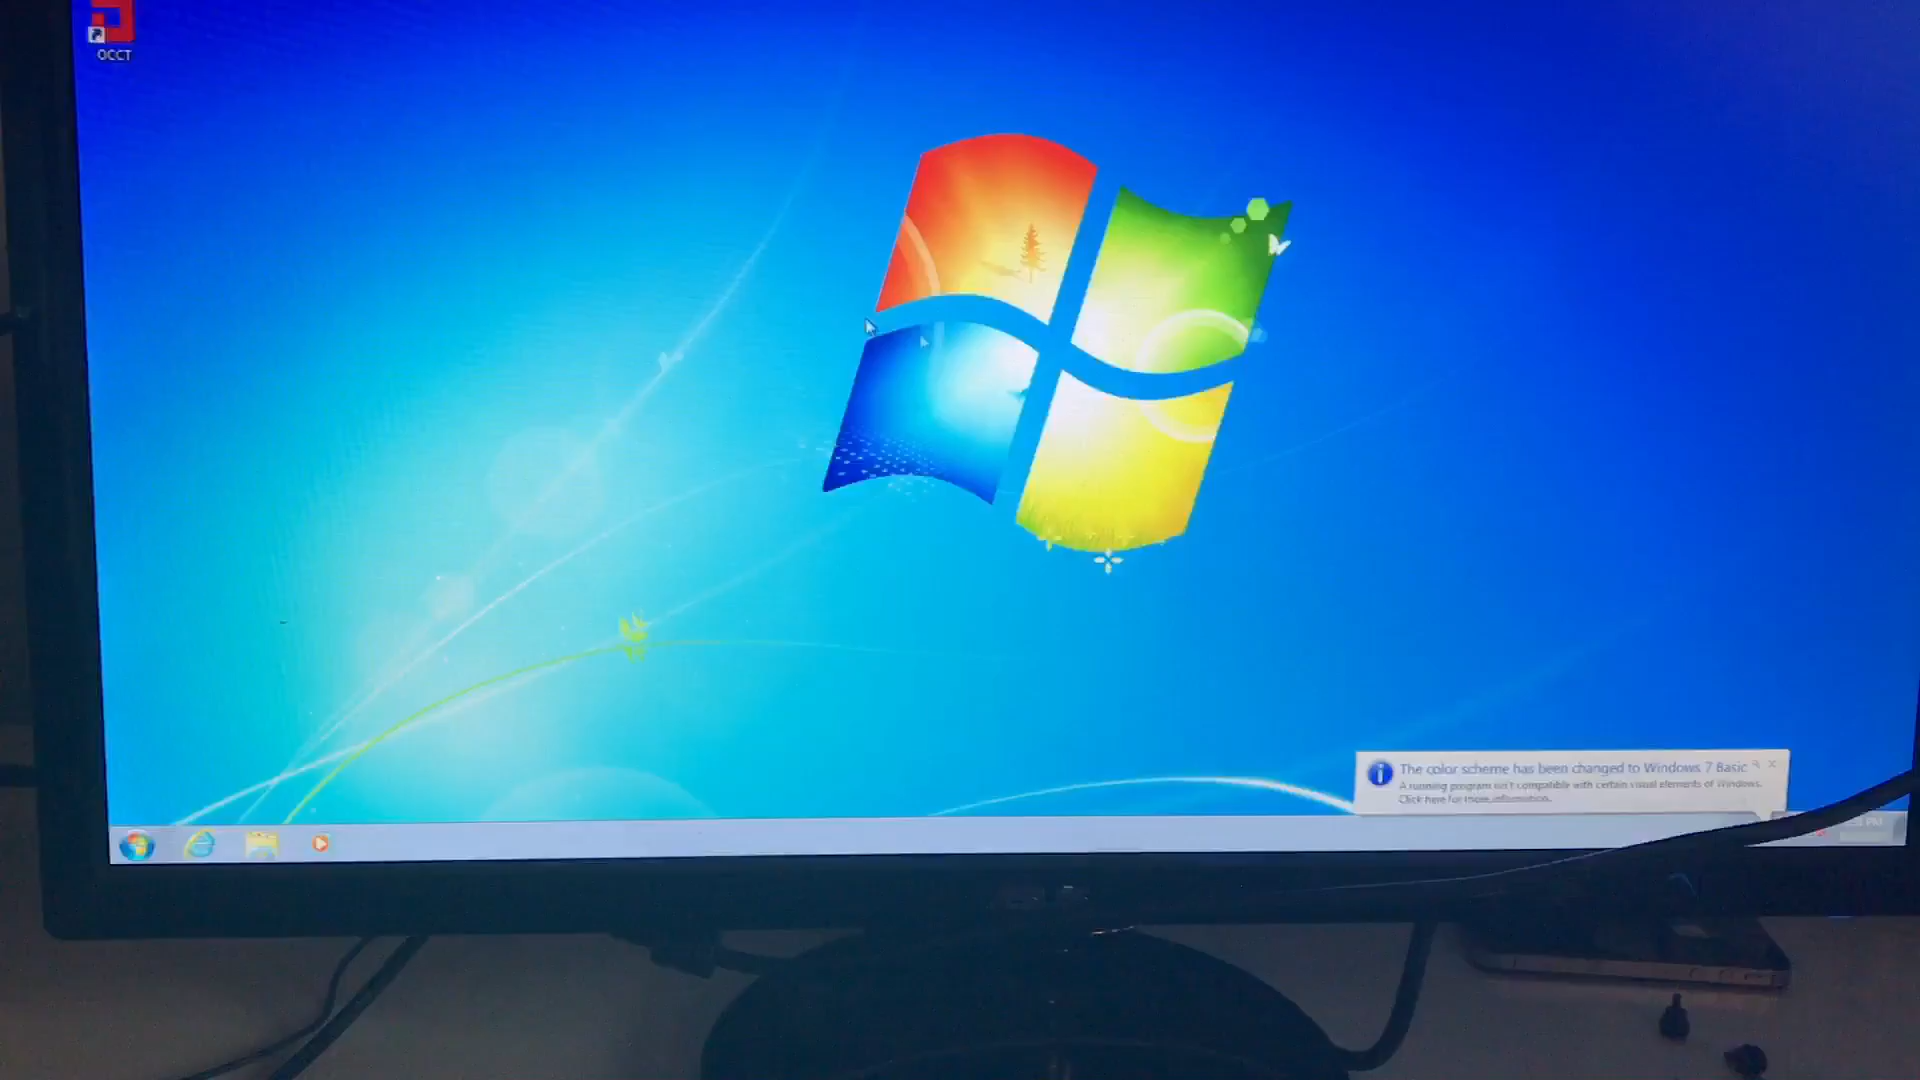 OCCT
The color scheme has been changed to Windows 7 Basic
A running program isn't compatible with certain visual elements of Windows.
Click here for more information.
PM